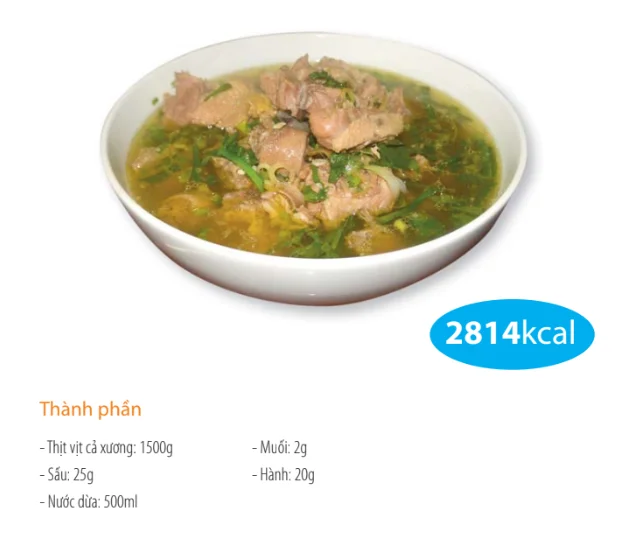 2814kcal
Thành phần
- Thịt vịt cả xương: 1500g
- Sấu: 25g
- Nước dừa: 500ml
- Muối: 2g
- Hành: 20g